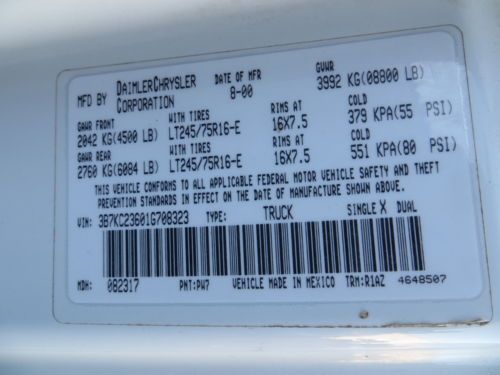 MFD BY DAIMLERCHRYSLER CORPORATION DATE OF MFR 8-00 GVWR 3992 KG(08800 LB)
GAWR FRONT WITH TIRES RIMS AT COLD
2042 KG(4500 LB) LT245/75R16-E 16X7.5 379 KPA(55 PSI)
GAWR REAR WITH TIRES RIMS AT COLD
2760 KG(6084 LB) LT245/75R16-E 16X7.5 551 KPA(80 PSI)
THIS VEHICLE CONFORMS TO ALL APPLICABLE FEDERAL MOTOR VEHICLE SAFETY AND THEFT
PREVENTION STANDARDS IN EFFECT ON THE DATE OF MANUFACTURE SHOWN ABOVE.
VIN: 3B7KC23601G708323 TYPE: TRUCK SINGLE X DUAL
MDH: 082317 PNT:PW7 VEHICLE MADE IN MEXICO TRM:R1AZ 4648507